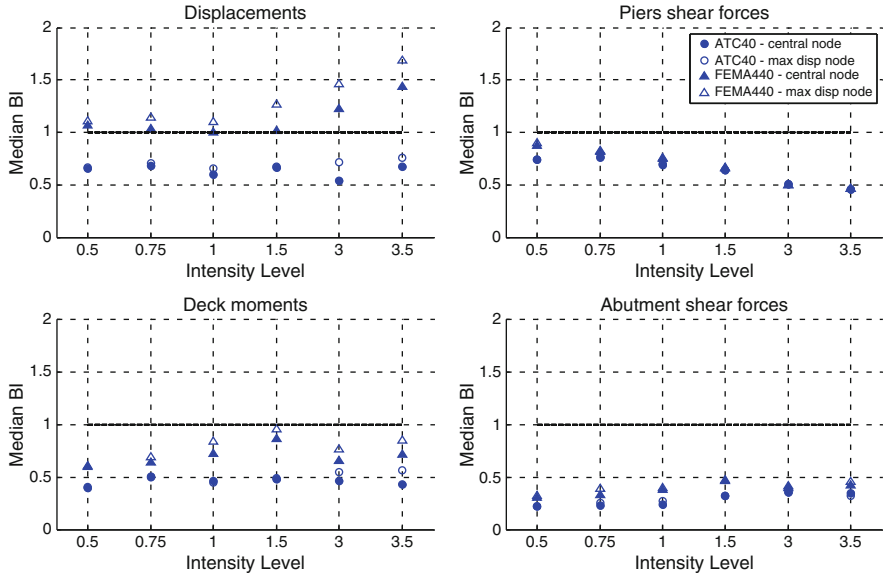 Displacements
Median BI
2
1.5
1
0.5
0
0.5 0.75 1 1.5 3 3.5
Intensity Level
Piers shear forces
ATC40 - central node
ATC40 - max disp node
FEMA440 - central node
FEMA440 - max disp node
Median BI
2
1.5
1
0.5
0
0.5 0.75 1 1.5 3 3.5
Intensity Level
Deck moments
Median BI
2
1.5
1
0.5
0
0.5 0.75 1 1.5 3 3.5
Intensity Level
Abutment shear forces
Median BI
2
1.5
1
0.5
0
0.5 0.75 1 1.5 3 3.5
Intensity Level